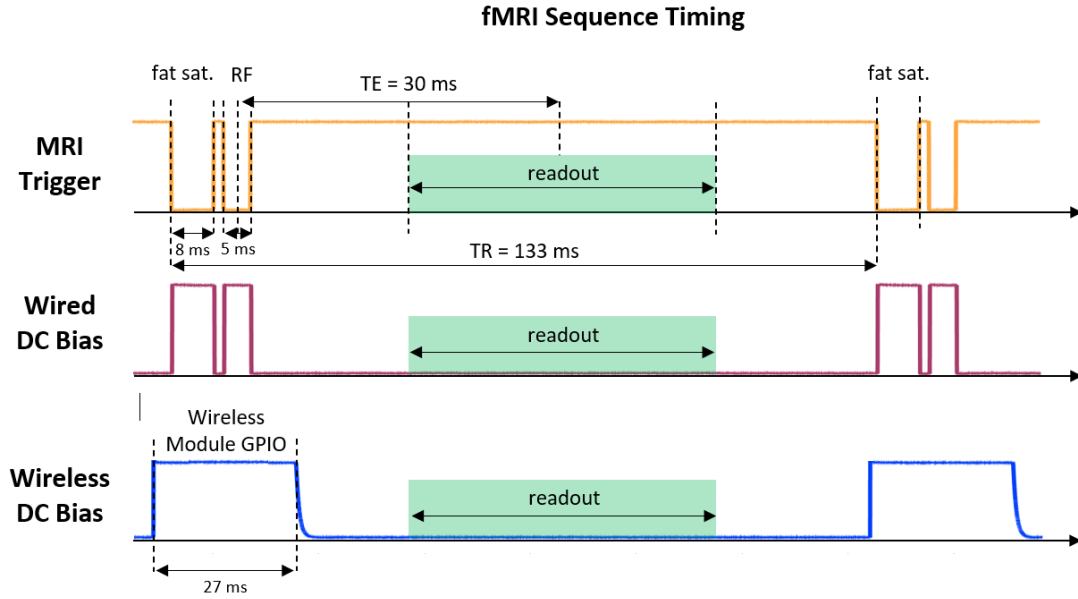 fMRI Sequence Timing
fat sat.
RF
TE = 30 ms
fat sat.
MRI
Trigger
readout
8 ms
5 ms
TR = 133 ms
Wired
DC Bias
readout
Wireless
Module GPIO
Wireless
DC Bias
readout
27 ms